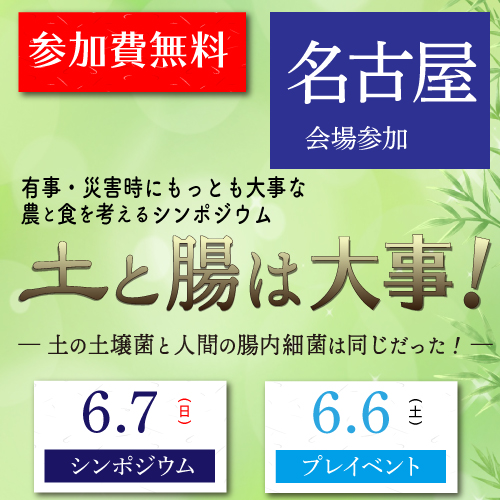 参加費無料
名古屋
会場参加
有事・災害時にもっとも大事な
農と食を考えるシンポジウム
土と腸は大事!
― 土の土壌菌と人間の腸内細菌は同じだった! ―
6.7(日)
シンポジウム
6.6(土)
プレイベント